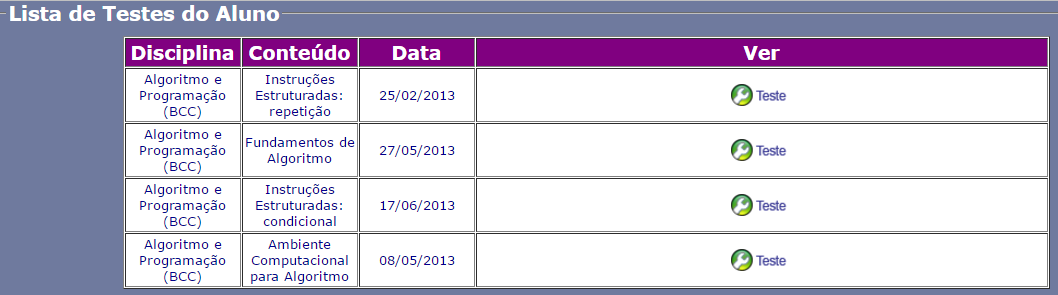 Lista de Testes do Aluno
Disciplina Conteúdo Data Ver
Algoritmo e
Programação
(BCC)
Instruções
Estruturadas:
repetição
25/02/2013
Teste
Algoritmo e
Programação
(BCC)
Fundamentos de
Algoritmo
27/05/2013
Teste
Algoritmo e
Programação
(BCC)
Instruções
Estruturadas:
condicional
17/06/2013
Teste
Algoritmo e
Programação
(BCC)
Ambiente
Computacional
para Algoritmo
08/05/2013
Teste